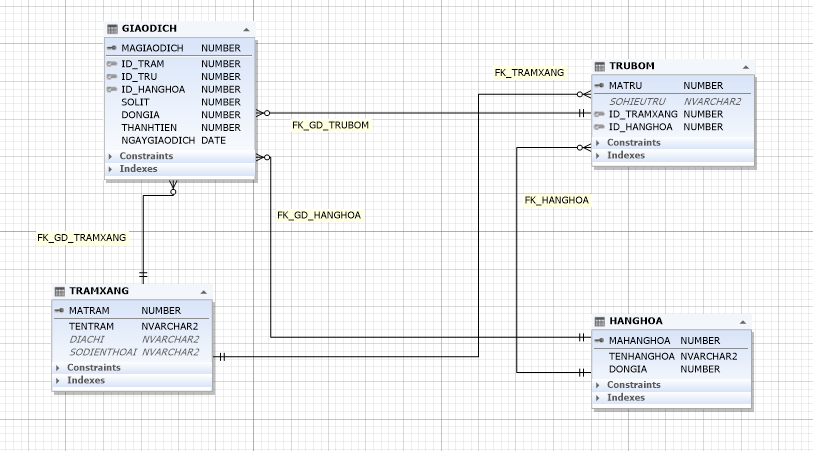 GIAODICH
MAGIAODICH NUMBER
ID_TRAM NUMBER
ID_TRU NUMBER
ID_HANGHOA NUMBER
SOLIT NUMBER
DONGIA NUMBER
THANHTIEN NUMBER
NGAYGIAODICH DATE
Constraints
Indexes
FK_TRAMXANG
TRUBOM
MATRU NUMBER
SOHIEUTRU NVARCHAR2
ID_TRAMXANG NUMBER
ID_HANGHOA NUMBER
Constraints
Indexes
FK_GD_TRUBOM
FK_HANGHOA
FK_GD_HANGHOA
FK_GD_TRAMXANG
TRAMXANG
MATRAM NUMBER
TENTRAM NVARCHAR2
DIACHI NVARCHAR2
SODIENTHOAI NVARCHAR2
Constraints
Indexes
HANGHOA
MAHANGHOA NUMBER
TENHANGHOA NVARCHAR2
DONGIA NUMBER
Constraints
Indexes